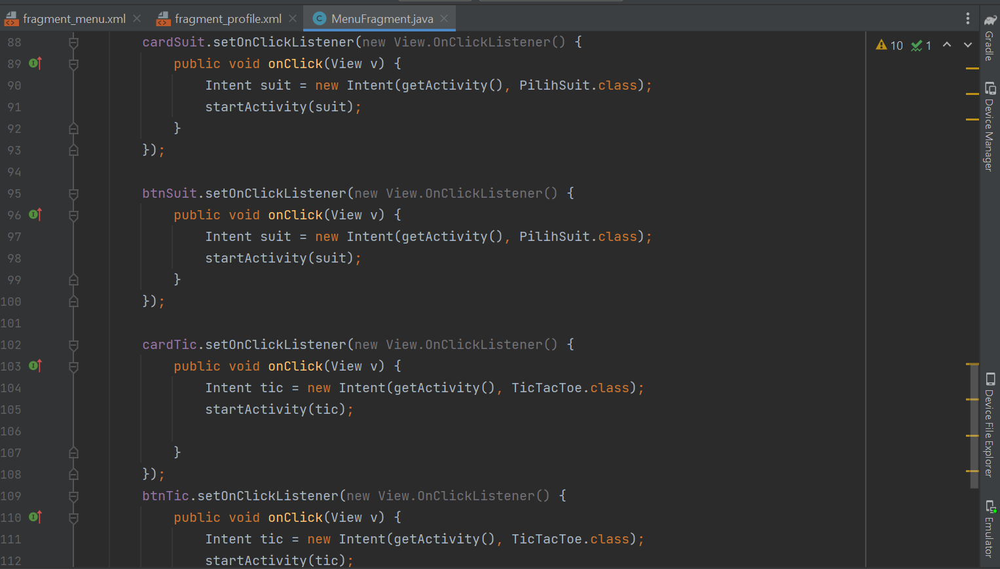 fragment_menu.xml fragment_profile.xml MenuFragment.java
10 1
88 cardSuit.setOnClickListener(new View.OnClickListener() {
89 public void onClick(View v) {
90 Intent suit = new Intent(getActivity(), PilihSuit.class);
91 startActivity(suit);
92 }
93 });
94
95 btnSuit.setOnClickListener(new View.OnClickListener() {
96 public void onClick(View v) {
97 Intent suit = new Intent(getActivity(), PilihSuit.class);
98 startActivity(suit);
99 }
100 });
101
102 cardTic.setOnClickListener(new View.OnClickListener() {
103 public void onClick(View v) {
104 Intent tic = new Intent(getActivity(), TicTacToe.class);
105 startActivity(tic);
106
107 }
108 });
109 btnTic.setOnClickListener(new View.OnClickListener() {
110 public void onClick(View v) {
111 Intent tic = new Intent(getActivity(), TicTacToe.class);
112 startActivity(tic);
Gradle
Device Manager
Device File Explorer
Emulator